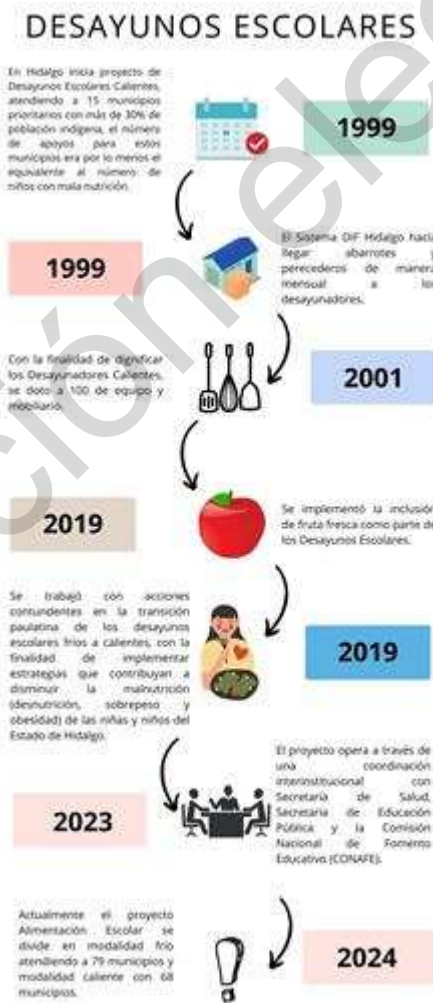 DESAYUNOS ESCOLARES
En Hidalgo inicia proyecto de
Desayunos Escolares Calientes,
atendiendo a 15 municipios
prioritarios con más de 30% de
población indígena, el número
de apoyos para estos
municipios era por lo menos el
equivalente al número de
niños con mala nutrición.
1999
1999
El Sistema DIF Hidalgo hacía
llegar abarrotes y
perecederos de manera
mensual a los
desayunadores.
Con la finalidad de dignificar
los Desayunadores Calientes,
se doto a 100 de equipo y
mobiliario.
2001
2019
Se implementó la inclusión
de fruta fresca como parte de
los Desayunos Escolares.
Se trabajó con acciones
contundentes en la transición
paulatina de los desayunos
escolares fríos a calientes, con la
finalidad de implementar
estrategias que contribuyan a
disminuir la malnutrición
(desnutrición, sobrepeso y
obesidad) de las niñas y niños del
Estado de Hidalgo.
2019
2023
El proyecto opera a través de
una coordinación
interinstitucional con
Secretaría de Salud,
Secretaría de Educación
Pública y la Comisión
Nacional de Fomento
Educativo (CONAFE).
Actualmente el proyecto
Alimentación Escolar se
divide en modalidad frío
atendiendo a 79 municipios y
modalidad caliente con 68
municipios.
2024